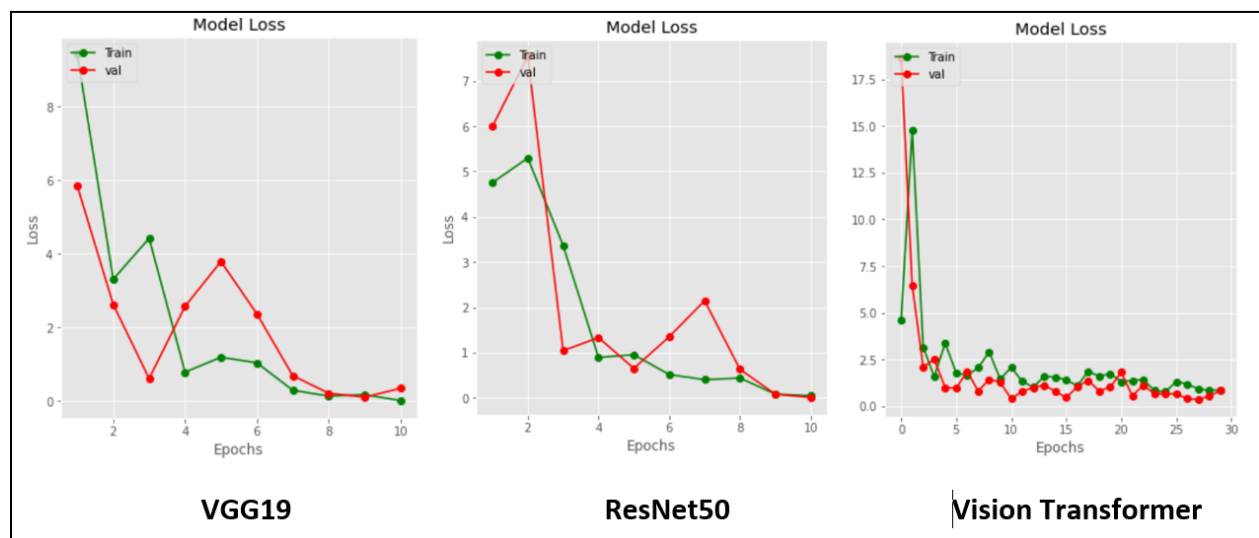 Model Loss
Train
val
8
6
4
2
0
Loss
2
4
6
8
10
Epochs
VGG19
Model Loss
Train
val
7
6
5
4
3
2
1
0
Loss
2
4
6
8
10
Epochs
ResNet50
Model Loss
Train
val
17.5
15.0
12.5
10.0
7.5
5.0
2.5
0.0
0
5
10
15
20
25
30
Epochs
Vision Transformer